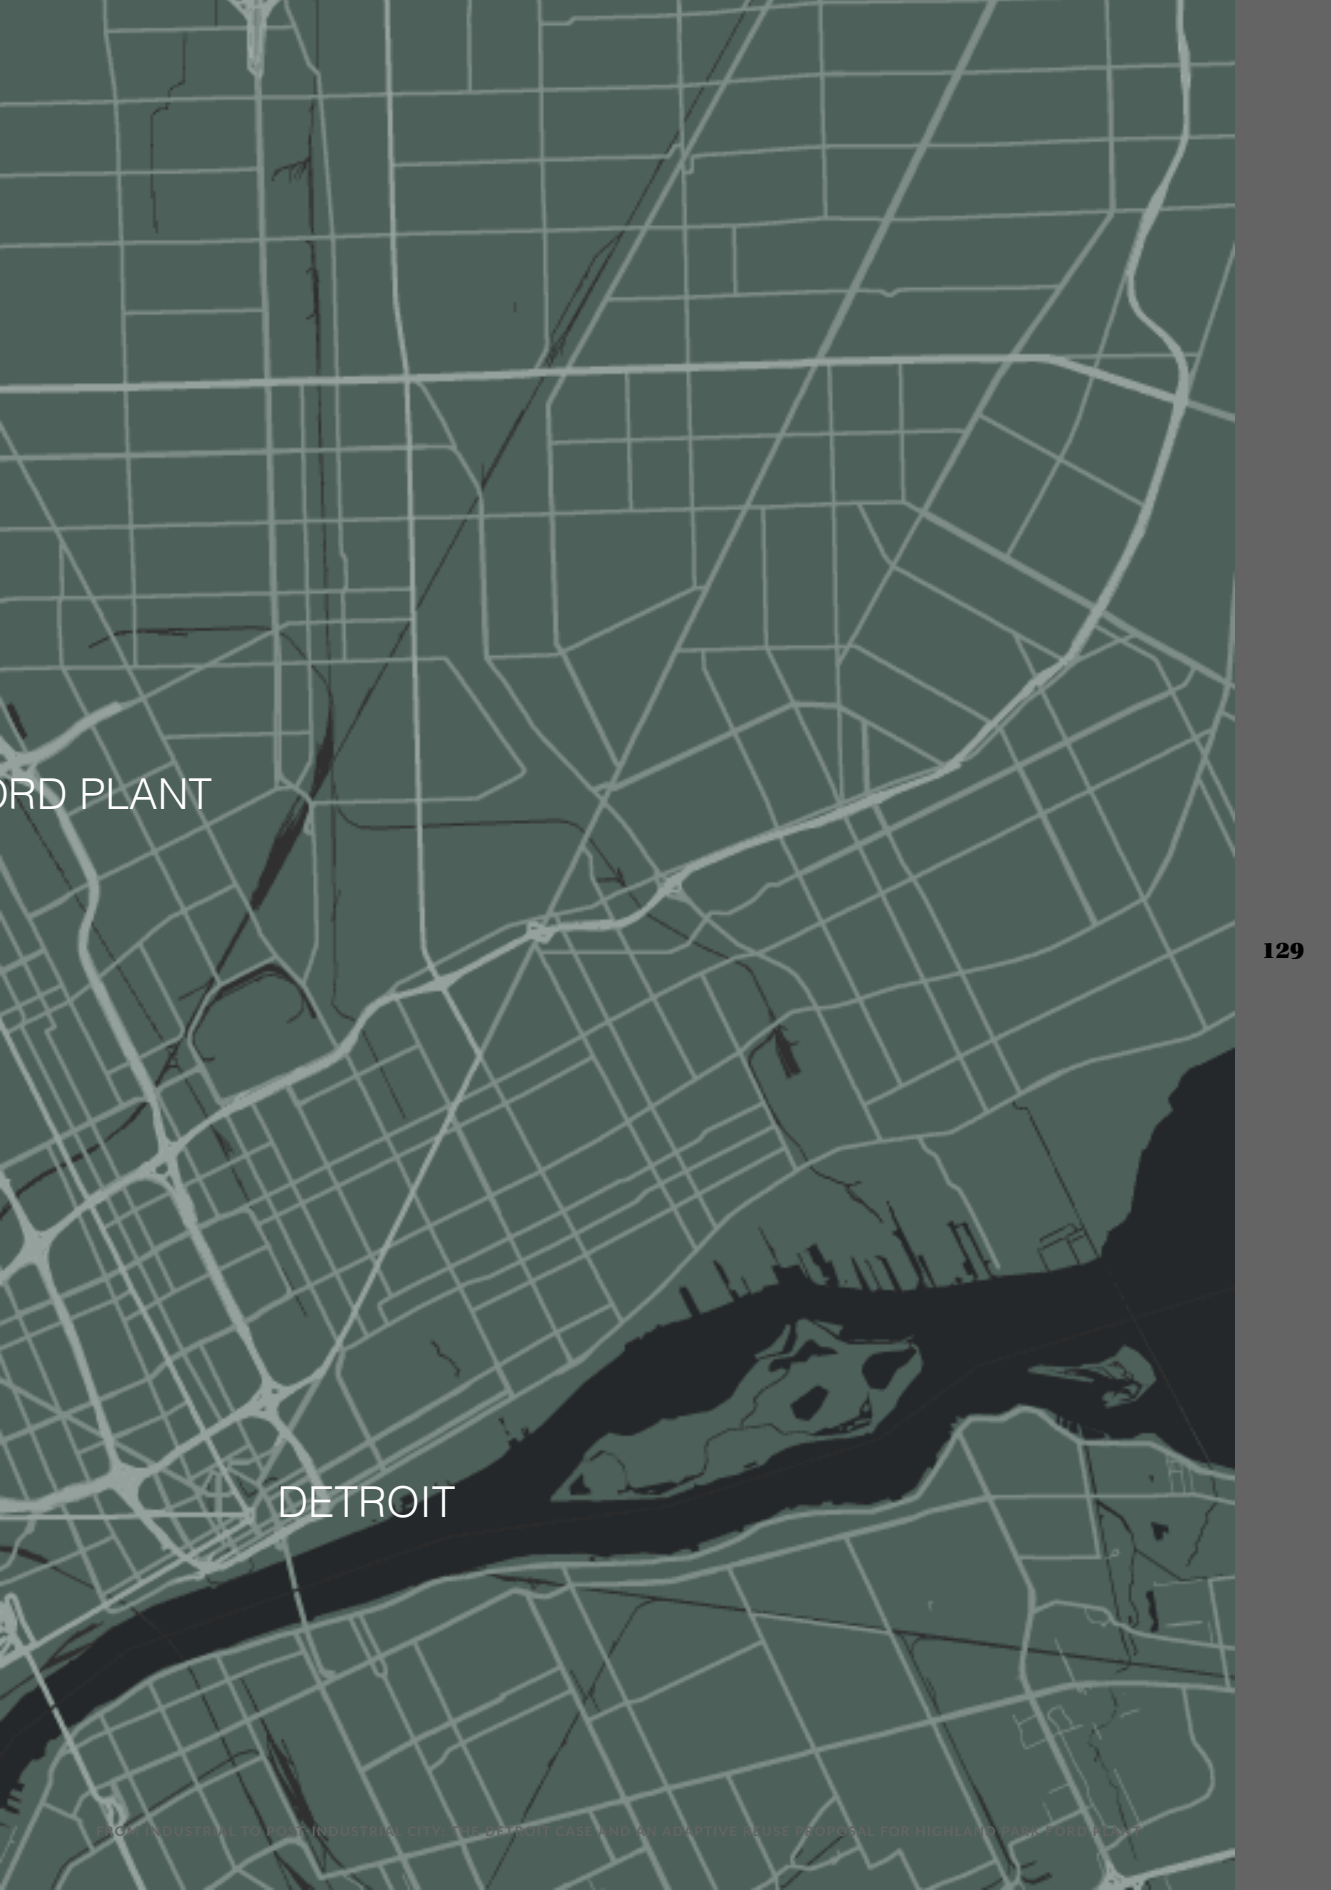 ORD PLANT
129
DETROIT
FROM INDUSTRIAL TO POST-INDUSTRIAL CITY: THE DETROIT CASE AND AN ADAPTIVE REUSE PROPOSAL FOR HIGHLAND PARK FORD PLANT